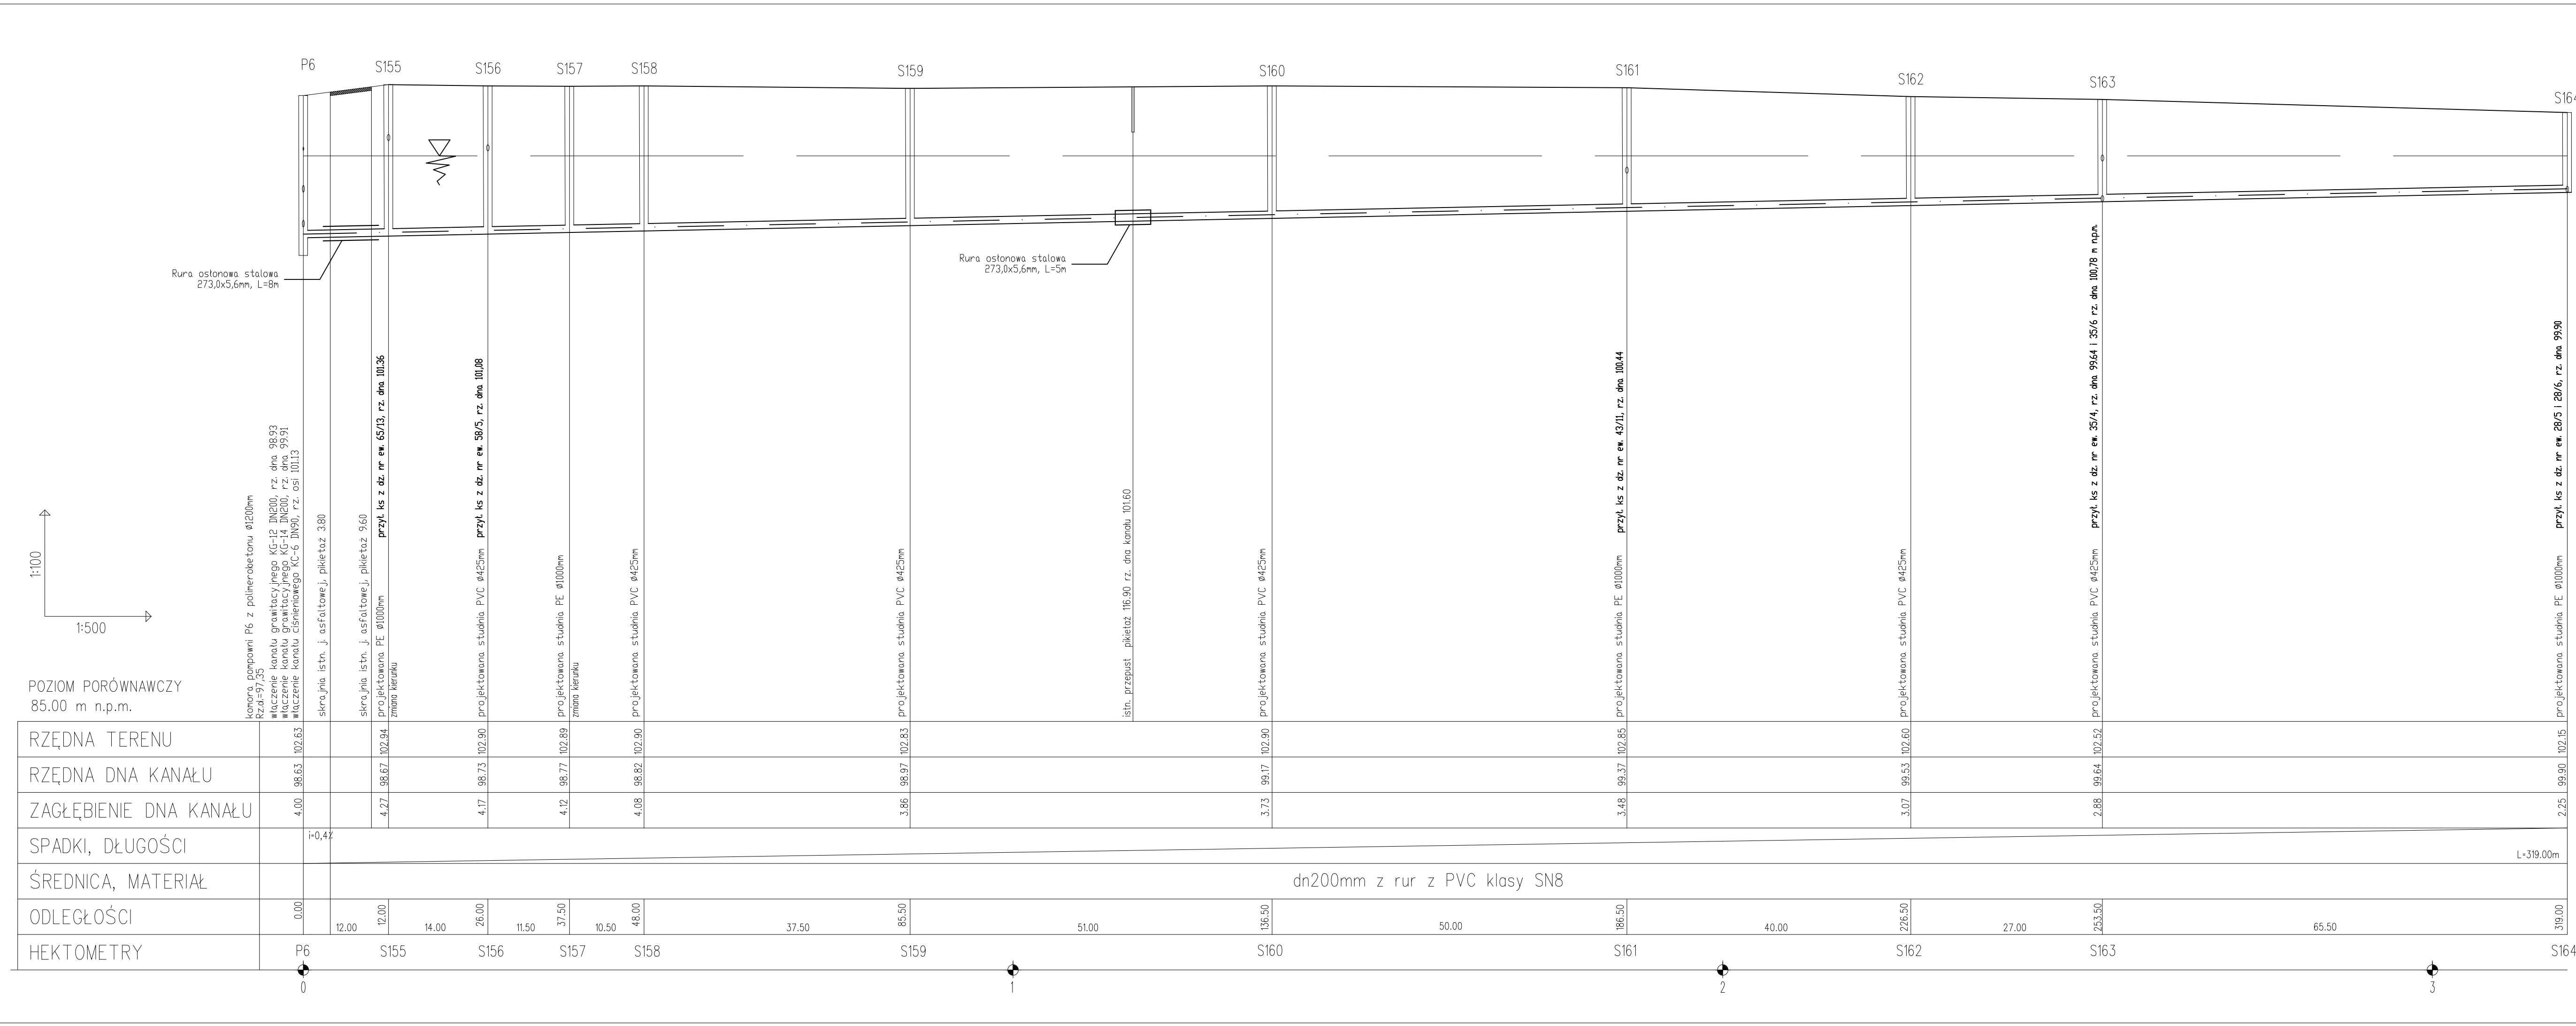 P6
S155
S156
S157
S158
S159
S160
S161
S162
S163
S164
Rura osłonowa stalowa
273,0x5,6mm, L=8m
Rura osłonowa stalowa
273,0x5,6mm, L=5m
1:100
1:500
komora pompowni P6 z polimerobetonu ø1200mm
Rz.d.=97,35
włączenie kanału grawitacyjnego KG-12 DN200, rz. dna 98.93
włączenie kanału grawitacyjnego KG-14 DN200, rz. dna 99.91
włączenie kanału ciśnieniowego KC-6 DN90, rz. osi 101.13
skrajnia istn. j. asfaltowej, pikietaż 3.80
skrajnia istn. j. asfaltowej, pikietaż 9.60
projektowana PE ø1000mm
przył. ks z dz. nr ew. 65/13, rz. dna 101.36
zmiana kierunku
projektowana studnia PVC ø425mm
przył. ks z dz. nr ew. 58/5, rz. dna 101,08
projektowana studnia PE ø1000mm
zmiana kierunku
projektowana studnia PVC ø425mm
projektowana studnia PVC ø425mm
istn. przepust pikietaż 116.90 rz. dna kanału 101.60
projektowana studnia PVC ø425mm
projektowana studnia PE ø1000mm
przył. ks z dz. nr ew. 43/11, rz. dna 100.44
projektowana studnia PVC ø425mm
projektowana studnia PVC ø425mm
przył. ks z dz. nr ew. 35/4, rz. dna 99.64 i 35/6 rz. dna 100,78 m n.p.m.
projektowana studnia PE ø1000mm
przył. ks z dz. nr ew. 28/5 i 28/6, rz. dna 99.90
POZIOM PORÓWNAWCZY
85.00 m n.p.m.
RZĘDNA TERENU 102.63 102.94 102.90 102.89 102.90 102.83 102.90 102.85 102.60 102.52 102.15
RZĘDNA DNA KANAŁU 98.63 98.67 98.73 98.77 98.82 98.97 99.17 99.37 99.53 99.64 99.90
ZAGŁĘBIENIE DNA KANAŁU 4.00 4.27 4.17 4.12 4.08 3.86 3.73 3.48 3.07 2.88 2.25
SPADKI, DŁUGOŚCI i=0,4% L=319.00m
ŚREDNICA, MATERIAŁ dn200mm z rur z PVC klasy SN8
ODLEGŁOŚCI 0.00 12.00 12.00 14.00 26.00 11.50 37.50 10.50 48.00 37.50 85.50 51.00 136.50 50.00 186.50 40.00 226.50 27.00 253.50 65.50 319.00
HEKTOMETRY P6 S155 S156 S157 S158 S159 S160 S161 S162 S163 S164
0 1 2 3